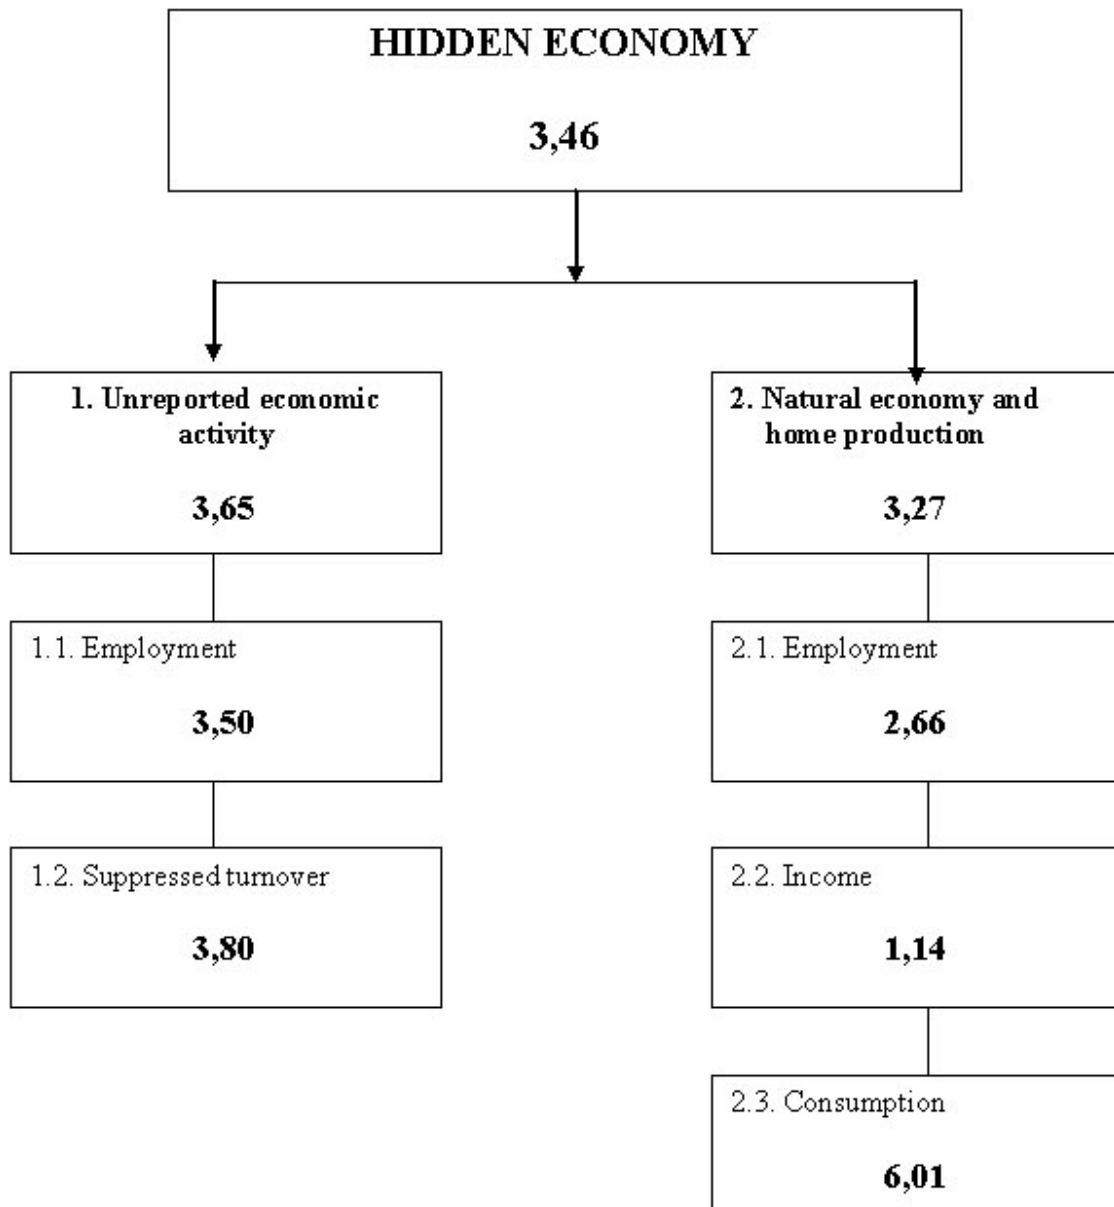 HIDDEN ECONOMY
3,46
1. Unreported economic
activity
3,65
1.1. Employment
3,50
1.2. Suppressed turnover
3,80
2. Natural economy and
home production
3,27
2.1. Employment
2,66
2.2. Income
1,14
2.3. Consumption
6,01